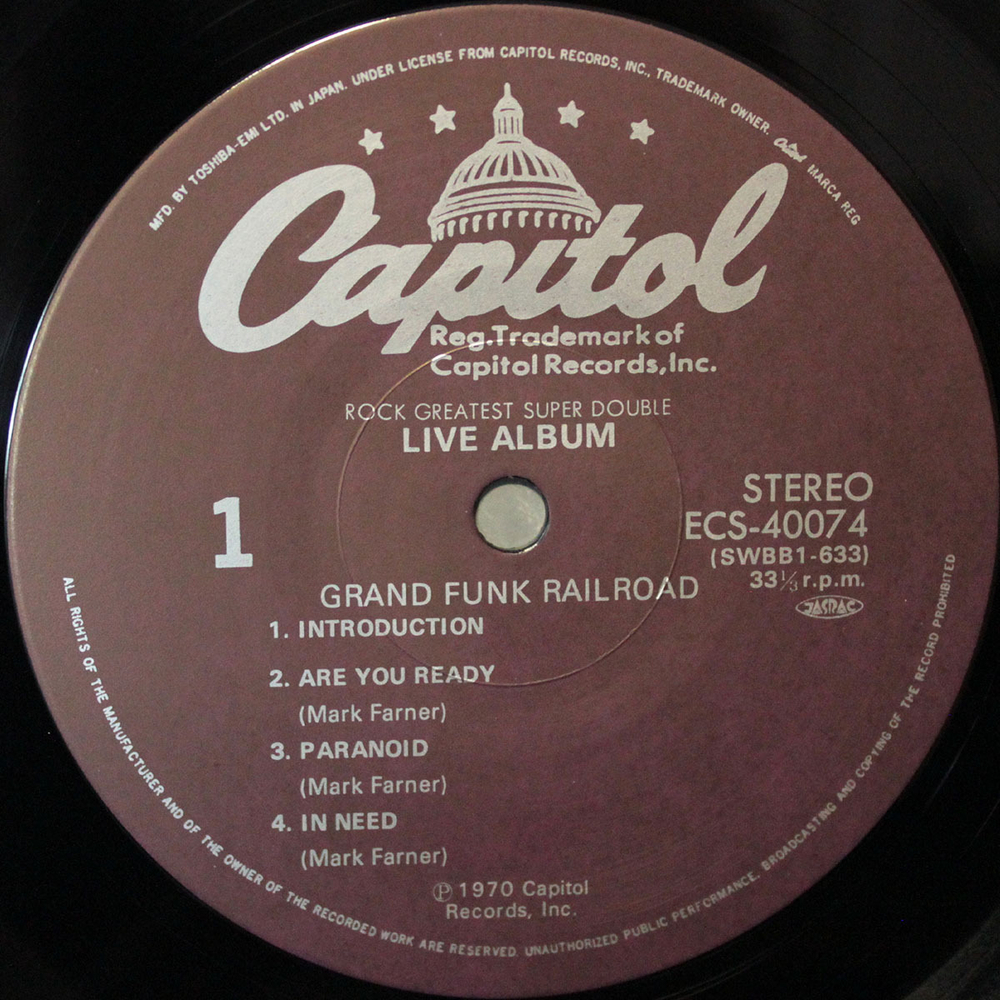 MFD. BY TOSHIBA-EMI LTD. IN JAPAN. UNDER LICENSE FROM CAPITOL RECORDS, INC., TRADEMARK OWNER. Capitol MARCA REG
Capitol
Reg.Trademark of
Capitol Records,Inc.
ROCK GREATEST SUPER DOUBLE
LIVE ALBUM
1
STEREO
ECS-40074
(SWBB1-633)
33⅓ r.p.m.
JASRAC
GRAND FUNK RAILROAD
1. INTRODUCTION
2. ARE YOU READY
(Mark Farner)
3. PARANOID
(Mark Farner)
4. IN NEED
(Mark Farner)
℗ 1970 Capitol
Records, Inc.
ALL RIGHTS OF THE MANUFACTURER AND OF THE OWNER OF THE RECORDED WORK ARE RESERVED. UNAUTHORIZED PUBLIC PERFORMANCE, BROADCASTING AND COPYING OF THE RECORD PROHIBITED